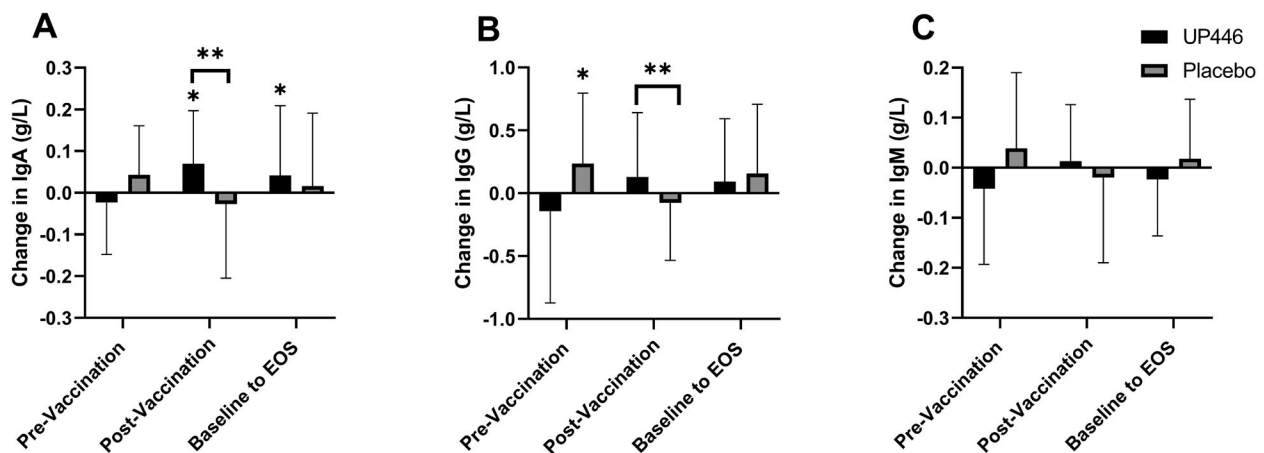 A
Change in IgA (g/L)
0.3
0.2
0.1
0.0
-0.1
-0.2
-0.3
**
*
*
Pre-Vaccination
Post-Vaccination
Baseline to EOS
B
Change in IgG (g/L)
1.0
0.5
0.0
-0.5
-1.0
*
**
Pre-Vaccination
Post-Vaccination
Baseline to EOS
C
UP446
Placebo
Change in IgM (g/L)
0.2
0.1
0.0
-0.1
-0.2
-0.3
Pre-Vaccination
Post-Vaccination
Baseline to EOS